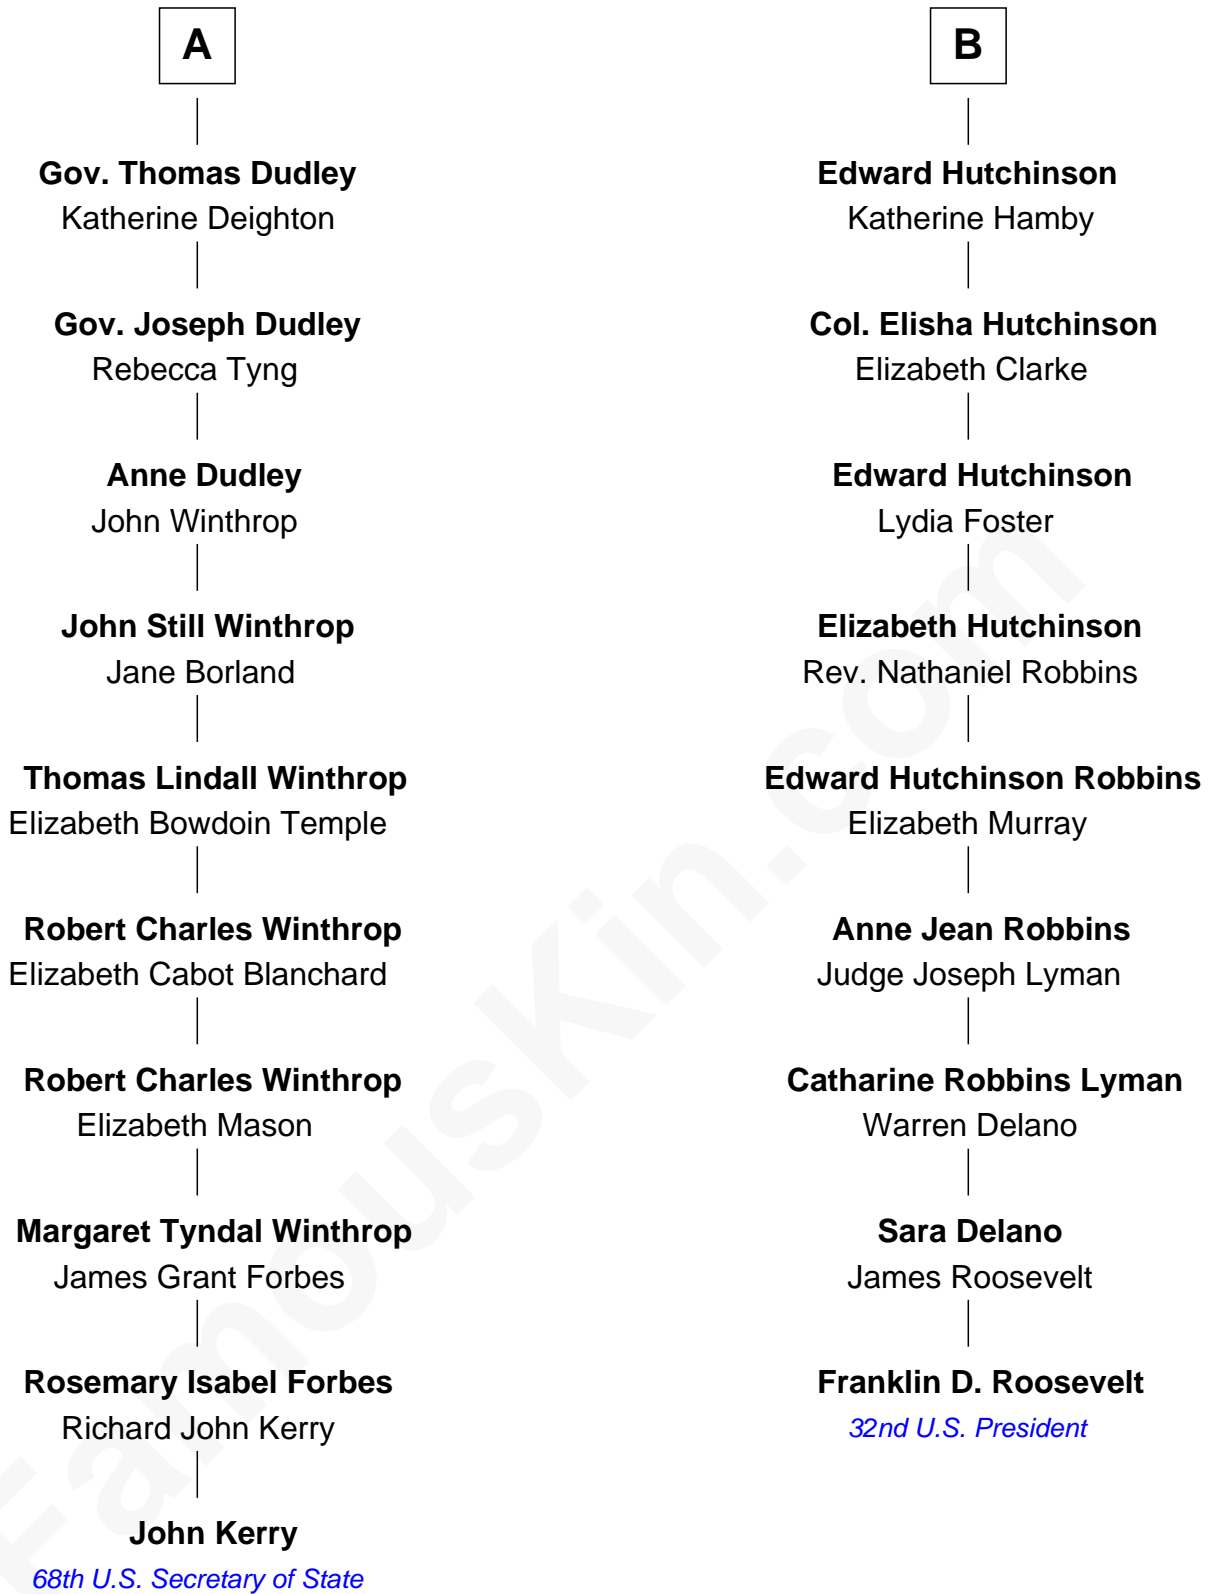 A
Gov. Thomas Dudley
Katherine Deighton
Gov. Joseph Dudley
Rebecca Tyng
Anne Dudley
John Winthrop
John Still Winthrop
Jane Borland
Thomas Lindall Winthrop
Elizabeth Bowdoin Temple
Robert Charles Winthrop
Elizabeth Cabot Blanchard
Robert Charles Winthrop
Elizabeth Mason
Margaret Tyndal Winthrop
James Grant Forbes
Rosemary Isabel Forbes
Richard John Kerry
John Kerry
68th U.S. Secretary of State
B
Edward Hutchinson
Katherine Hamby
Col. Elisha Hutchinson
Elizabeth Clarke
Edward Hutchinson
Lydia Foster
Elizabeth Hutchinson
Rev. Nathaniel Robbins
Edward Hutchinson Robbins
Elizabeth Murray
Anne Jean Robbins
Judge Joseph Lyman
Catharine Robbins Lyman
Warren Delano
Sara Delano
James Roosevelt
Franklin D. Roosevelt
32nd U.S. President
FamousKin.com